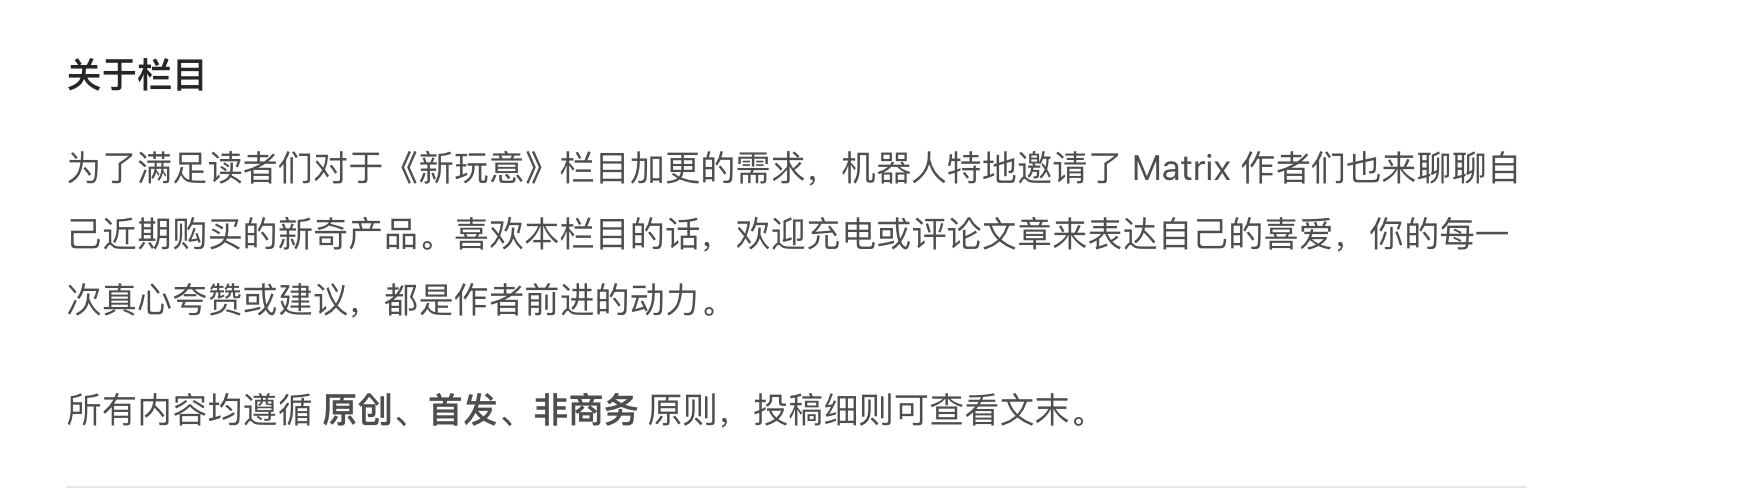 关于栏目
为了满足读者们对于《新玩意》栏目加更的需求，机器人特地邀请了 Matrix 作者们也来聊聊自
己近期购买的新奇产品。喜欢本栏目的话，欢迎充电或评论文章来表达自己的喜爱，你的每一
次真心夸赞或建议，都是作者前进的动力。
所有内容均遵循 原创、首发、非商务 原则，投稿细则可查看文末。